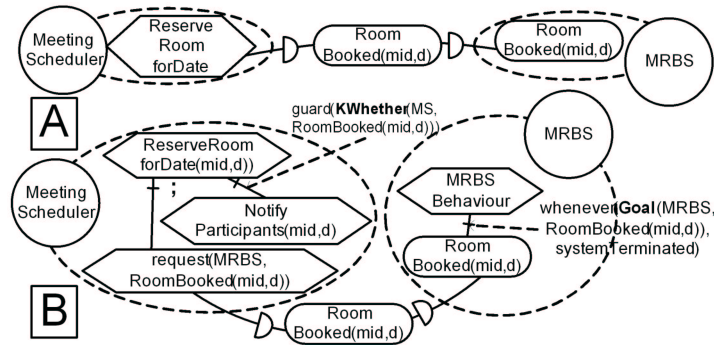 Meeting
Scheduler
Reserve
Room
forDate
Room
Booked(mid,d)
Room
Booked(mid,d)
MRBS
A
guard(KWhether(MS,
RoomBooked(mid,d)))
MRBS
ReserveRoom
forDate(mid,d))
;
Meeting
Scheduler
Notify
Participants(mid,d)
MRBS
Behaviour
whenever(Goal(MRBS,
RoomBooked(mid,d)),
systemTerminated)
request(MRBS,
RoomBooked(mid,d))
Room
Booked(mid,d)
B
Room
Booked(mid,d)